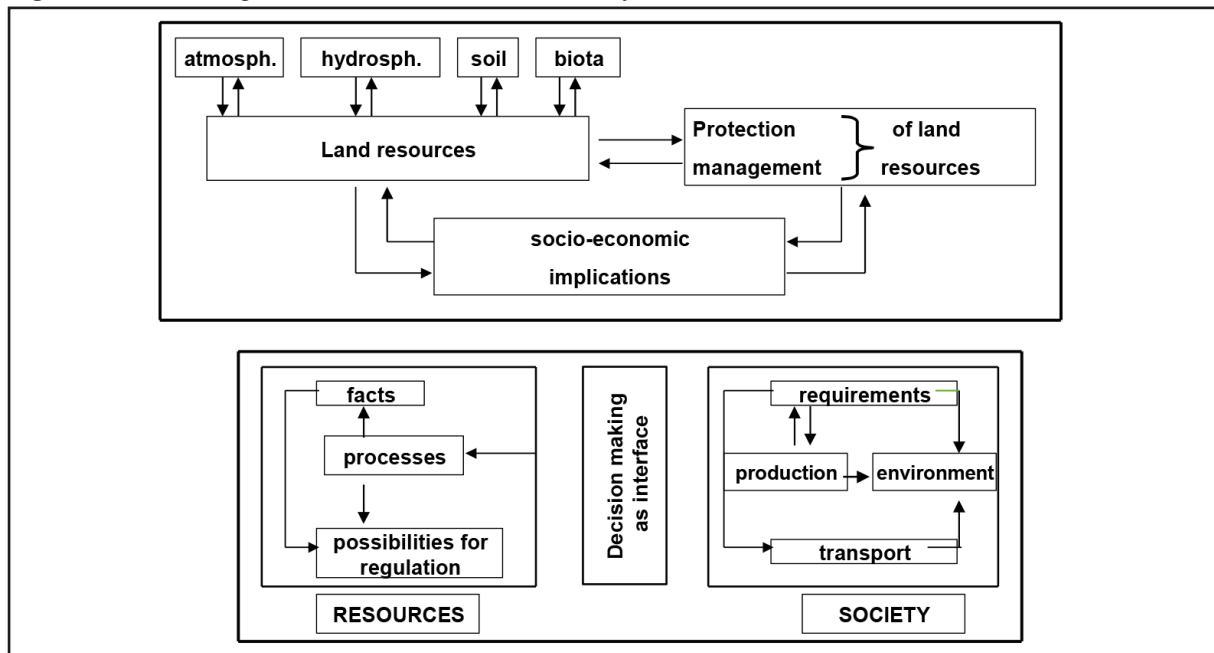 atmosph.
hydrosph.
soil
biota
Land resources
Protection
management
of land
resources
socio-economic
implications
facts
processes
possibilities for
regulation
RESOURCES
Decision making
as interface
requirements
production
environment
transport
SOCIETY